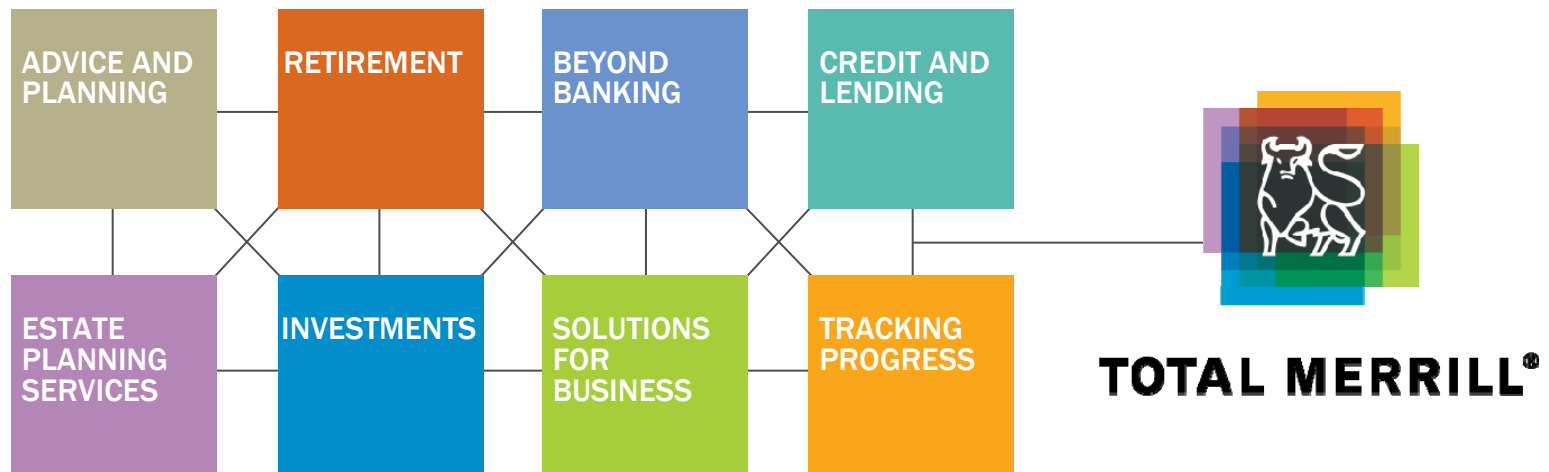 ADVICE AND
PLANNING
RETIREMENT
BEYOND
BANKING
CREDIT AND
LENDING
ESTATE
PLANNING
SERVICES
INVESTMENTS
SOLUTIONS
FOR
BUSINESS
TRACKING
PROGRESS
TOTAL MERRILL®